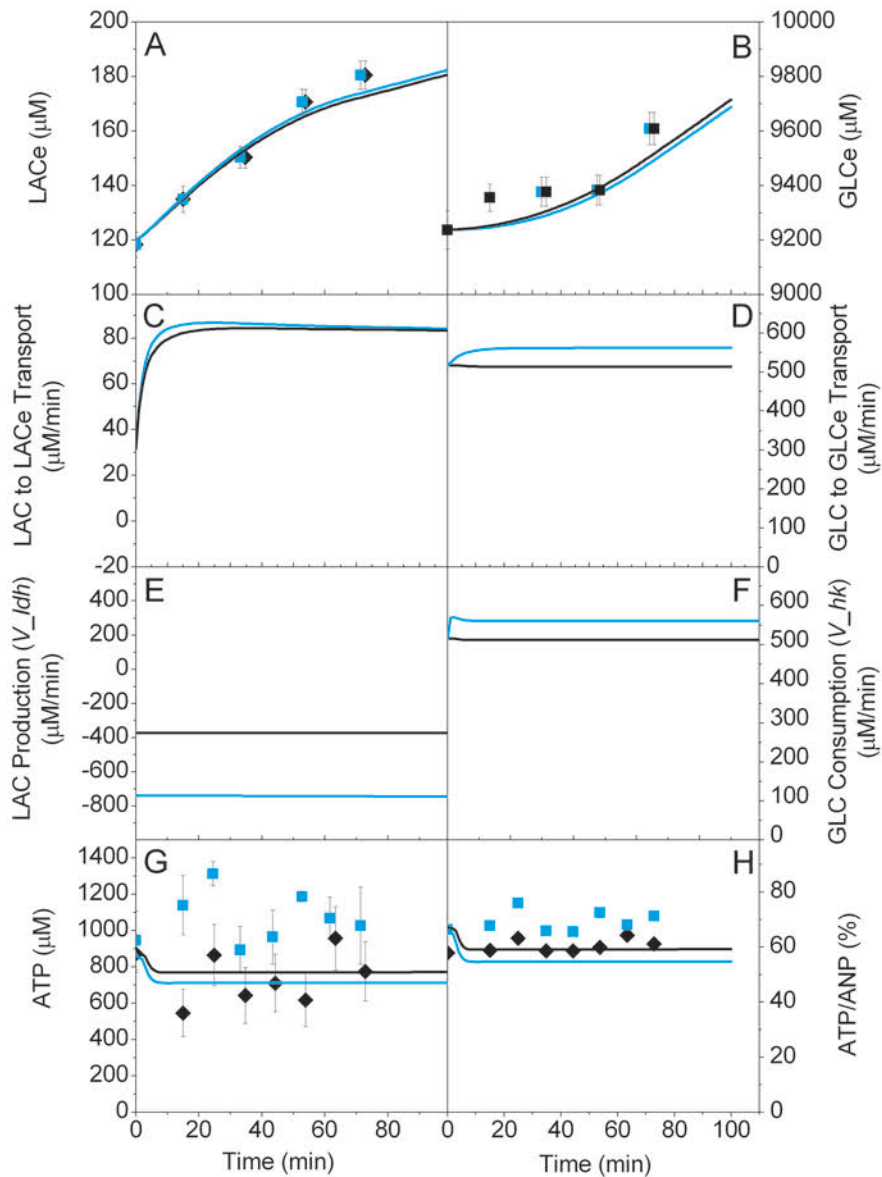 A
B
200
180
160
140
120
100
LACe (µM)
10000
9800
9600
9400
9200
9000
GLCe (µM)
C
D
80
60
40
20
0
-20
LAC to LACe Transport
(µM/min)
600
500
400
300
200
100
0
GLC to GLCe Transport
(µM/min)
E
F
400
200
0
-200
-400
-600
-800
LAC Production (V_ldh)
(µM/min)
600
500
400
300
200
100
0
GLC Consumption (V_hk)
(µM/min)
G
H
1400
1200
1000
800
600
400
200
0
ATP (µM)
80
60
40
20
0
ATP/ANP (%)
0 20 40 60 80 0 20 40 60 80 100
Time (min) Time (min)